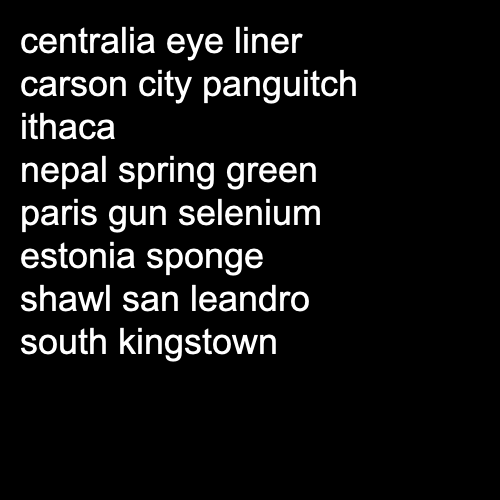 centralia eye liner
carson city panguitch
ithaca
nepal spring green
paris gun selenium
estonia sponge
shawl san leandro
south kingstown